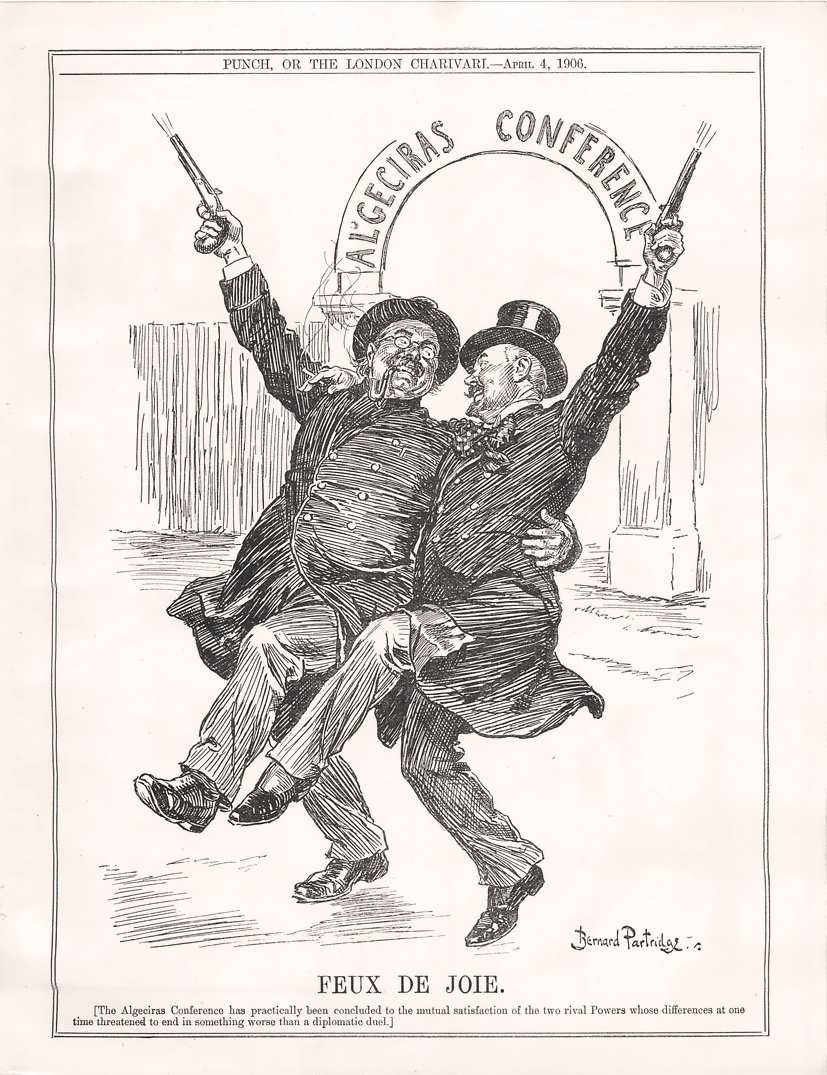 PUNCH, OR THE LONDON CHARIVARI.—APRIL 4, 1906.
ALGECIRAS CONFERENCE
Bernard Partridge
FEUX DE JOIE.
[The Algeciras Conference has practically been concluded to the mutual satisfaction of the two rival Powers whose differences at one
time threatened to end in something worse than a diplomatic duel.]